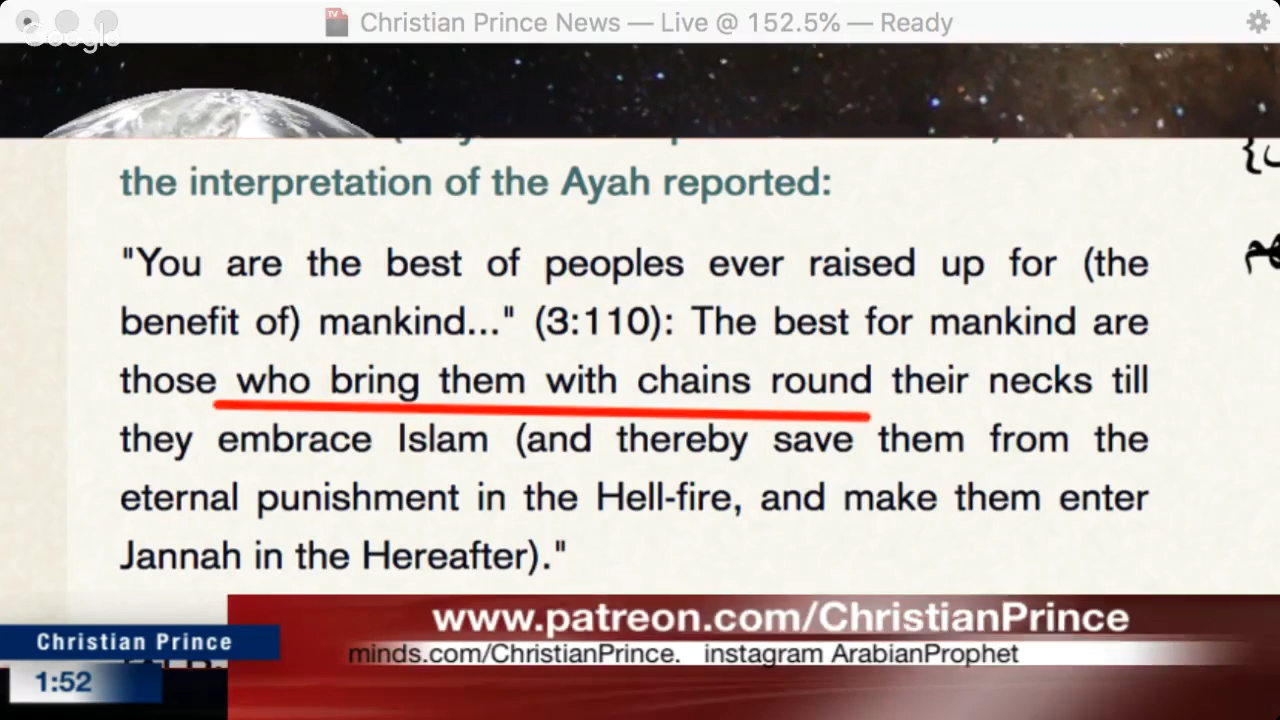 Christian Prince News — Live @ 152.5% — Ready
Google
the interpretation of the Ayah reported:
"You are the best of peoples ever raised up for (the
benefit of) mankind..." (3:110): The best for mankind are
those who bring them with chains round their necks till
they embrace Islam (and thereby save them from the
eternal punishment in the Hell-fire, and make them enter
Jannah in the Hereafter)."
www.patreon.com/ChristianPrince
Christian Prince
minds.com/ChristianPrince. instagram ArabianProphet
1:52